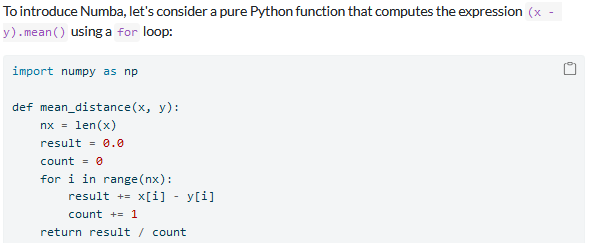 To introduce Numba, let's consider a pure Python function that computes the expression (x -
y).mean() using a for loop:
import numpy as np
def mean_distance(x, y):
    nx = len(x)
    result = 0.0
    count = 0
    for i in range(nx):
        result += x[i] - y[i]
        count += 1
    return result / count